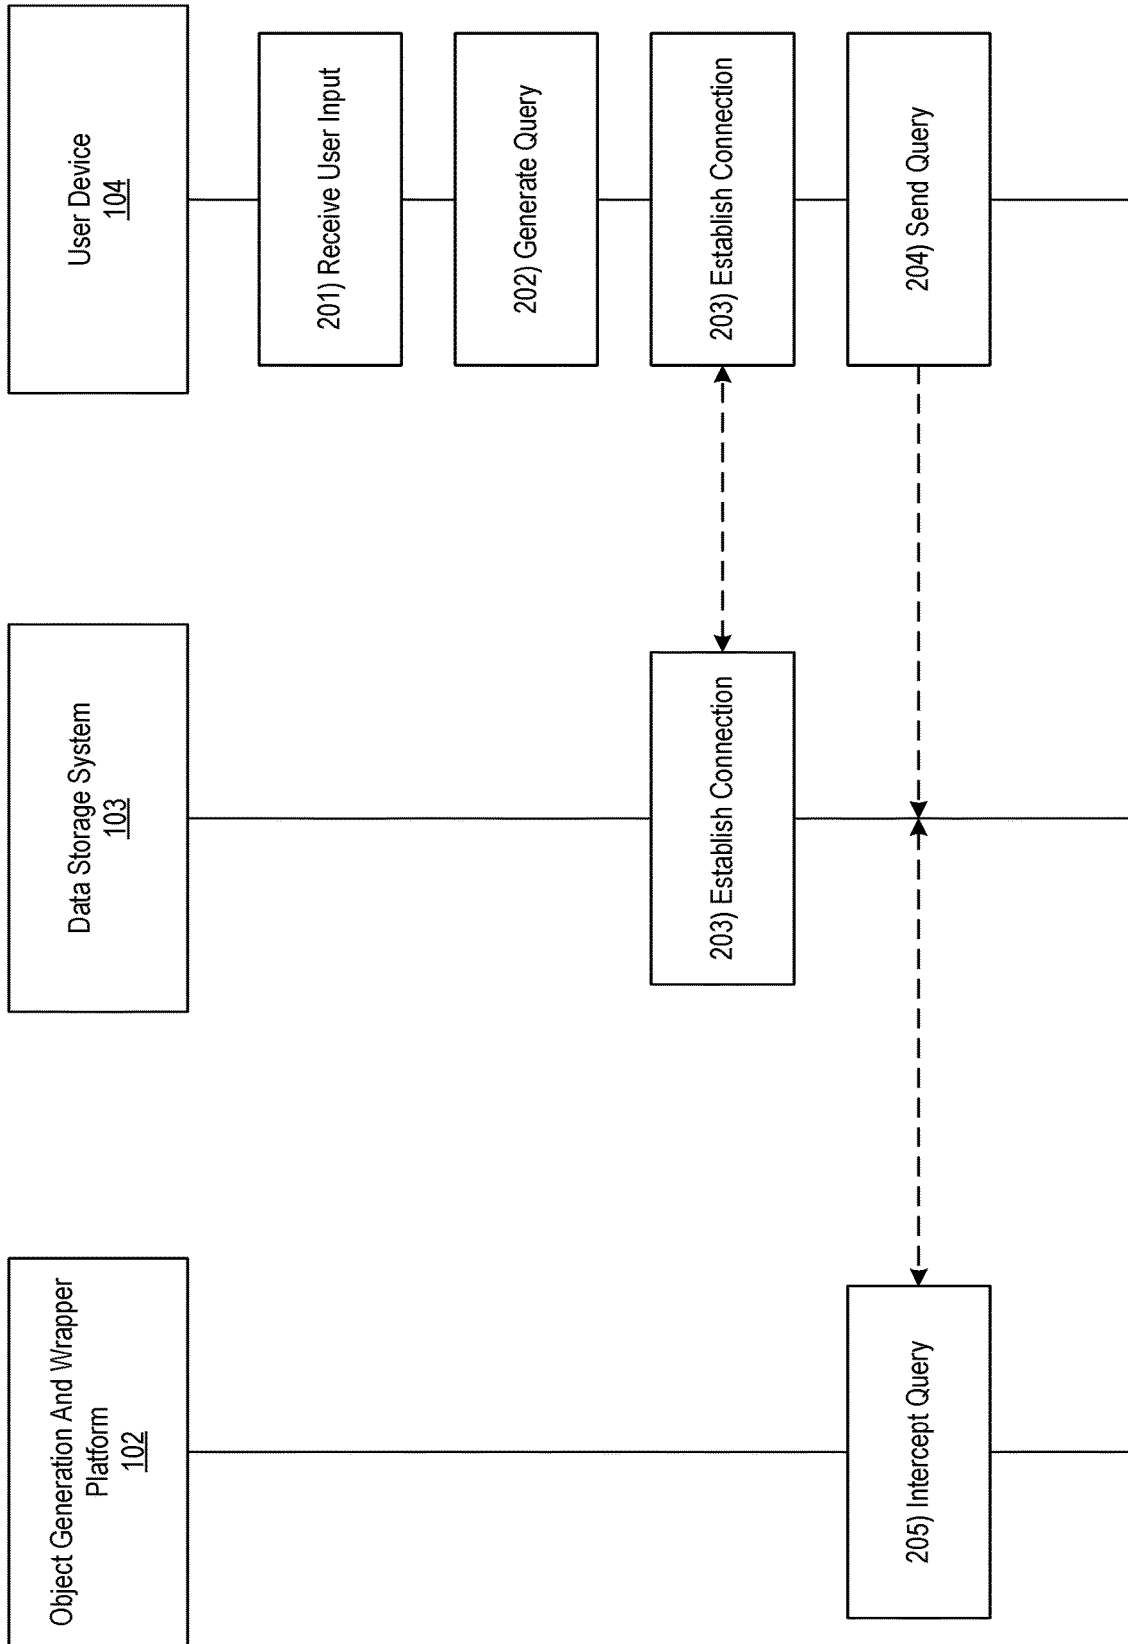 Object Generation And Wrapper
Platform
102
Data Storage System
103
User Device
104
201) Receive User Input
202) Generate Query
203) Establish Connection
203) Establish Connection
204) Send Query
205) Intercept Query